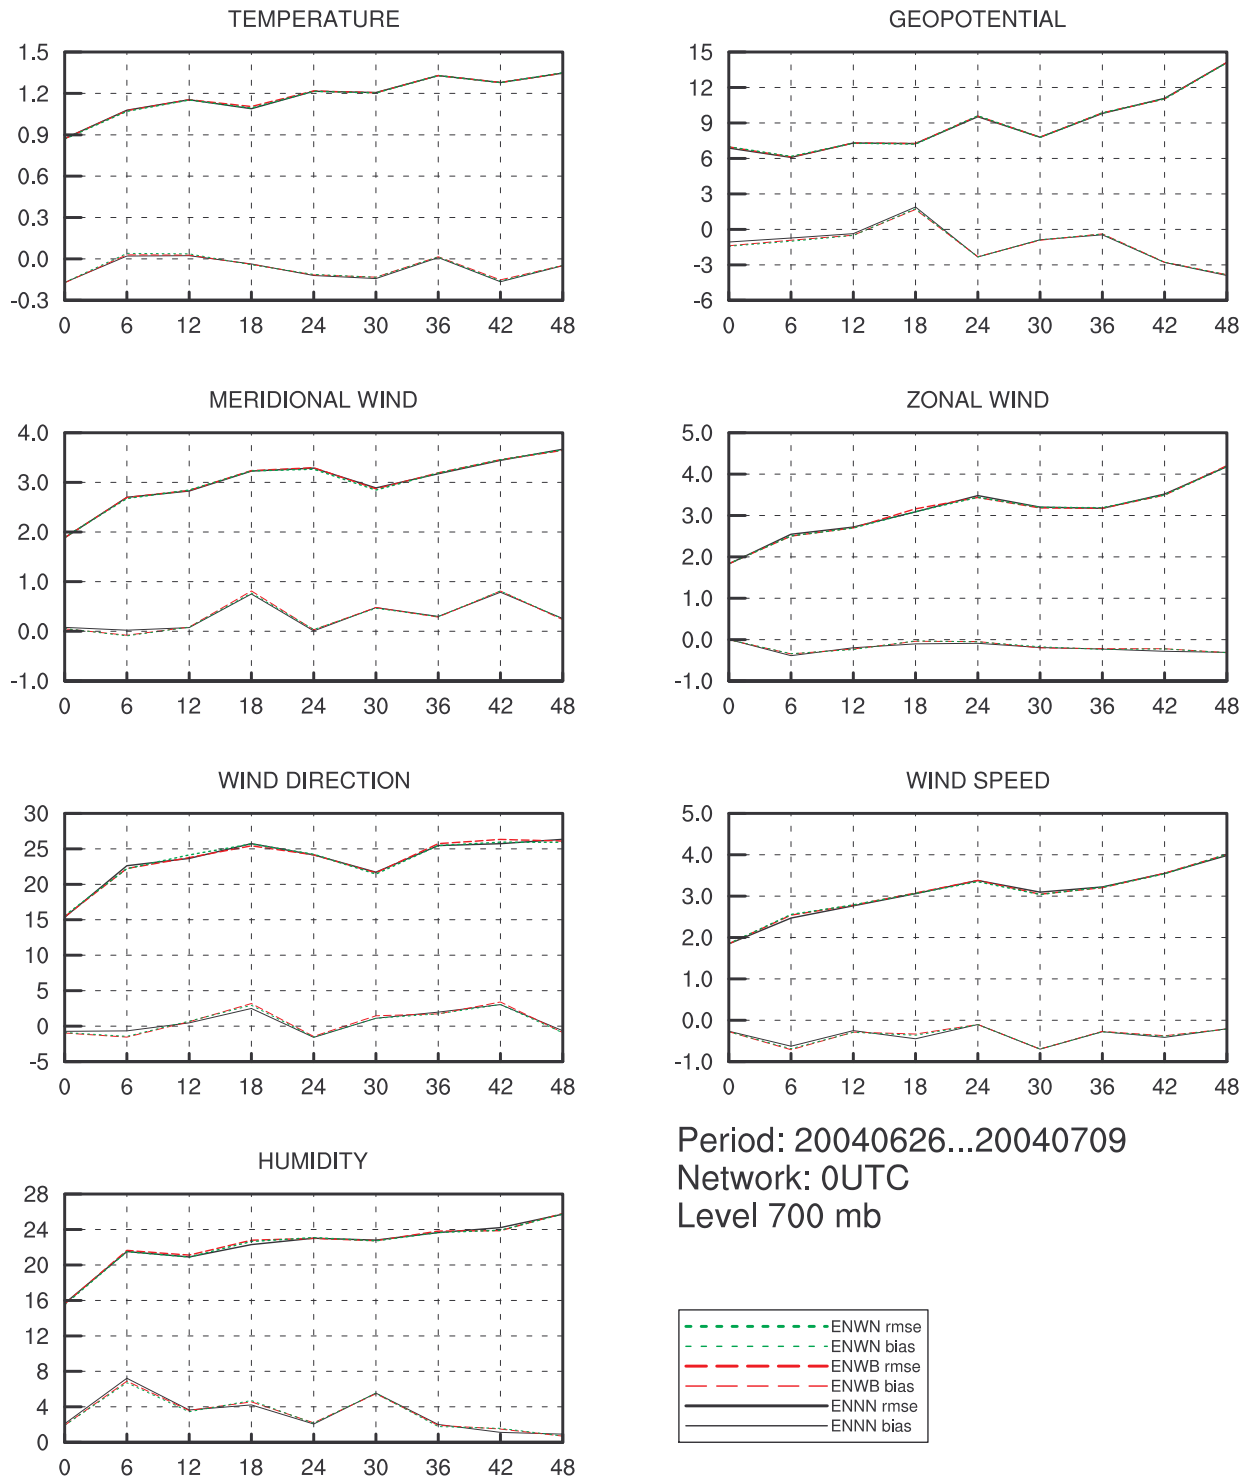 TEMPERATURE
1.5
1.2
0.9
0.6
0.3
0.0
-0.3
0 6 12 18 24 30 36 42 48
GEOPOTENTIAL
15
12
9
6
3
0
-3
-6
0 6 12 18 24 30 36 42 48
MERIDIONAL WIND
4.0
3.0
2.0
1.0
0.0
-1.0
0 6 12 18 24 30 36 42 48
ZONAL WIND
5.0
4.0
3.0
2.0
1.0
0.0
-1.0
0 6 12 18 24 30 36 42 48
WIND DIRECTION
30
25
20
15
10
5
0
-5
0 6 12 18 24 30 36 42 48
WIND SPEED
5.0
4.0
3.0
2.0
1.0
0.0
-1.0
0 6 12 18 24 30 36 42 48
HUMIDITY
28
24
20
16
12
8
4
0
0 6 12 18 24 30 36 42 48
Period: 20040626...20040709
Network: 0UTC
Level 700 mb
ENWN rmse
ENWN bias
ENWB rmse
ENWB bias
ENNN rmse
ENNN bias